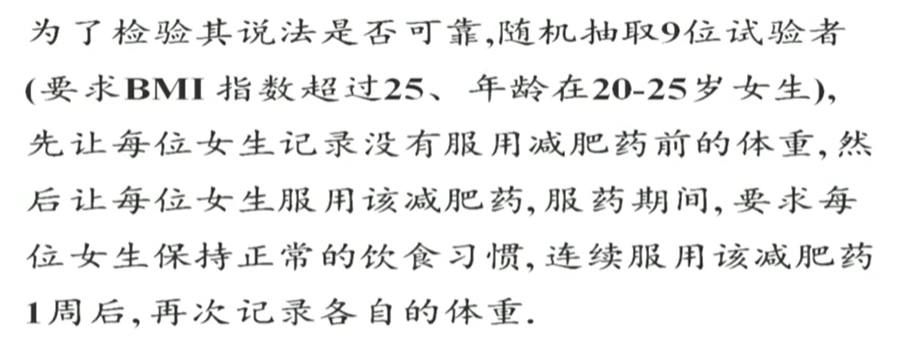 为了检验其说法是否可靠,随机抽取9位试验者
(要求BMI 指数超过25、年龄在20-25岁女生),
先让每位女生记录没有服用减肥药前的体重,然
后让每位女生服用该减肥药,服药期间,要求每
位女生保持正常的饮食习惯,连续服用该减肥药
1周后,再次记录各自的体重.